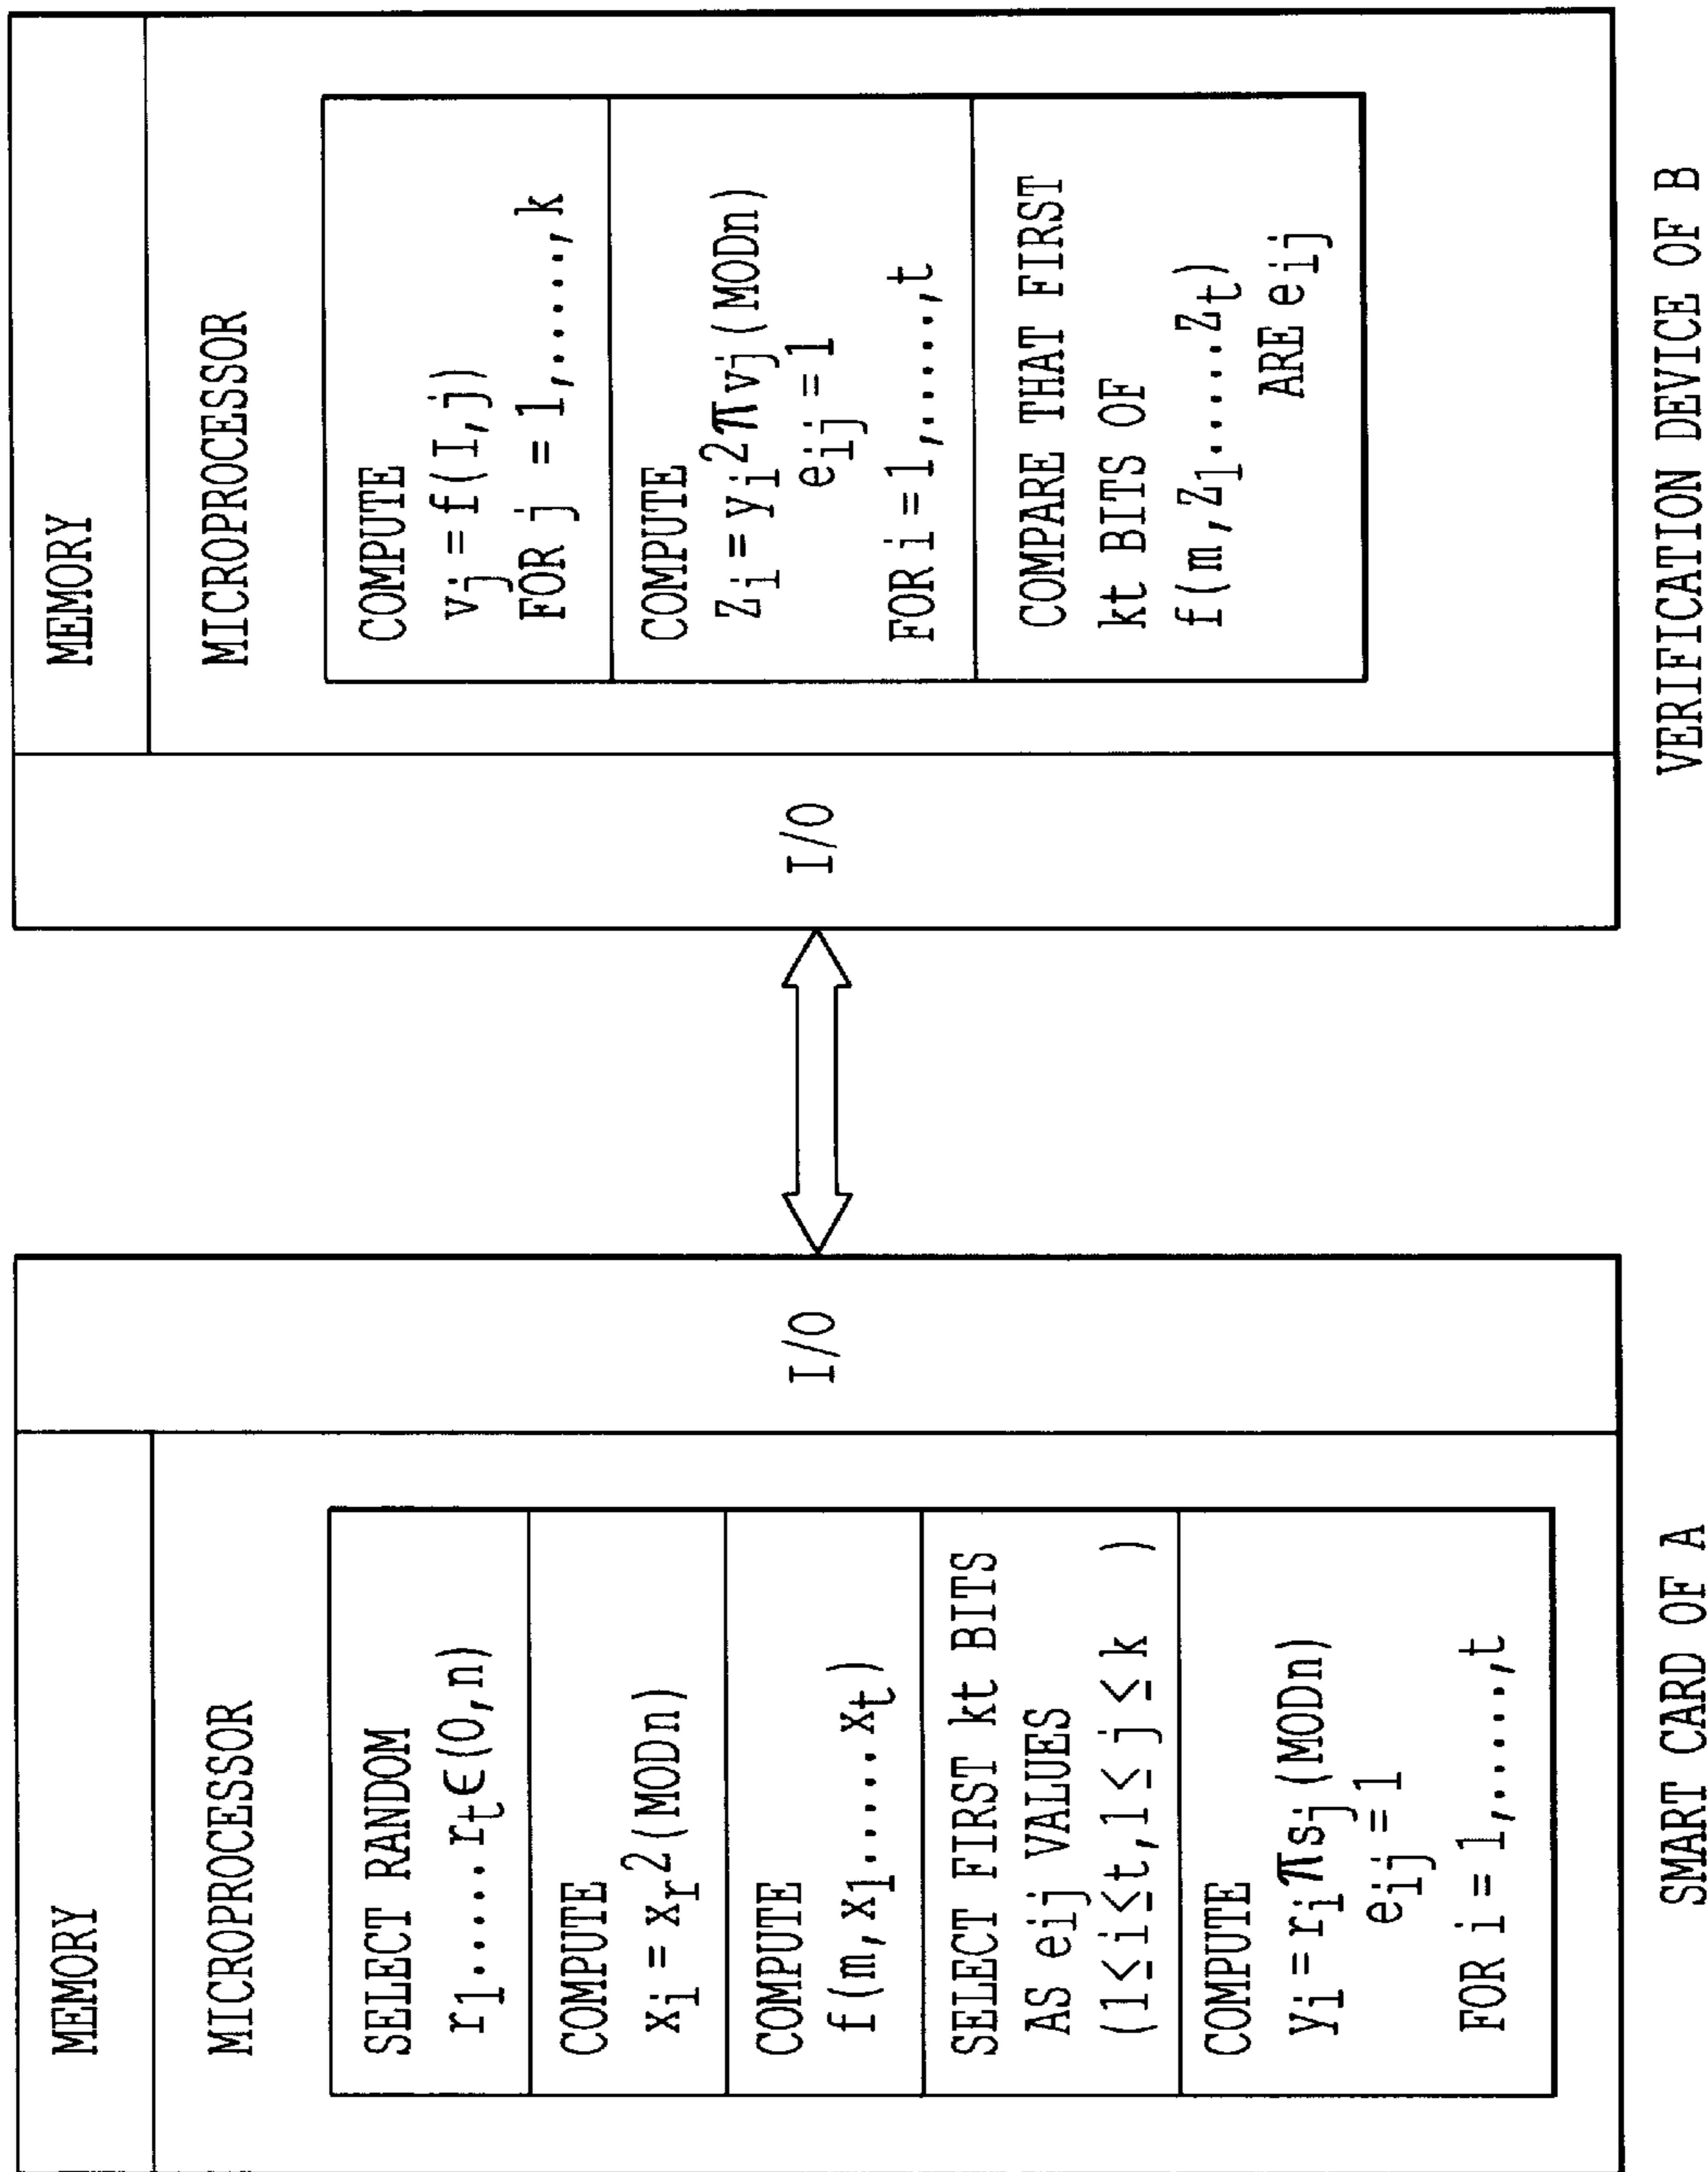 MEMORY
MICROPROCESSOR
SELECT RANDOM
r1......rt∈(0,n)
COMPUTE
xi = xr2(MODn)
COMPUTE
f(m,x1......xt)
SELECT FIRST kt BITS
AS eij VALUES
(1≤i≤t,1≤j≤k )
COMPUTE
yi = ri πsj(MODn)
eij = 1
FOR i = 1,......,t
I/O
SMART CARD OF A
MEMORY
MICROPROCESSOR
COMPUTE
vj = f(I,j)
FOR j = 1,......,k
COMPUTE
Zi = yi2πvj(MODn)
eij = 1
FOR i = 1,......,t
COMPARE THAT FIRST
kt BITS OF
f(m,Z1......Zt)
ARE eij
I/O
VERIFICATION DEVICE OF B